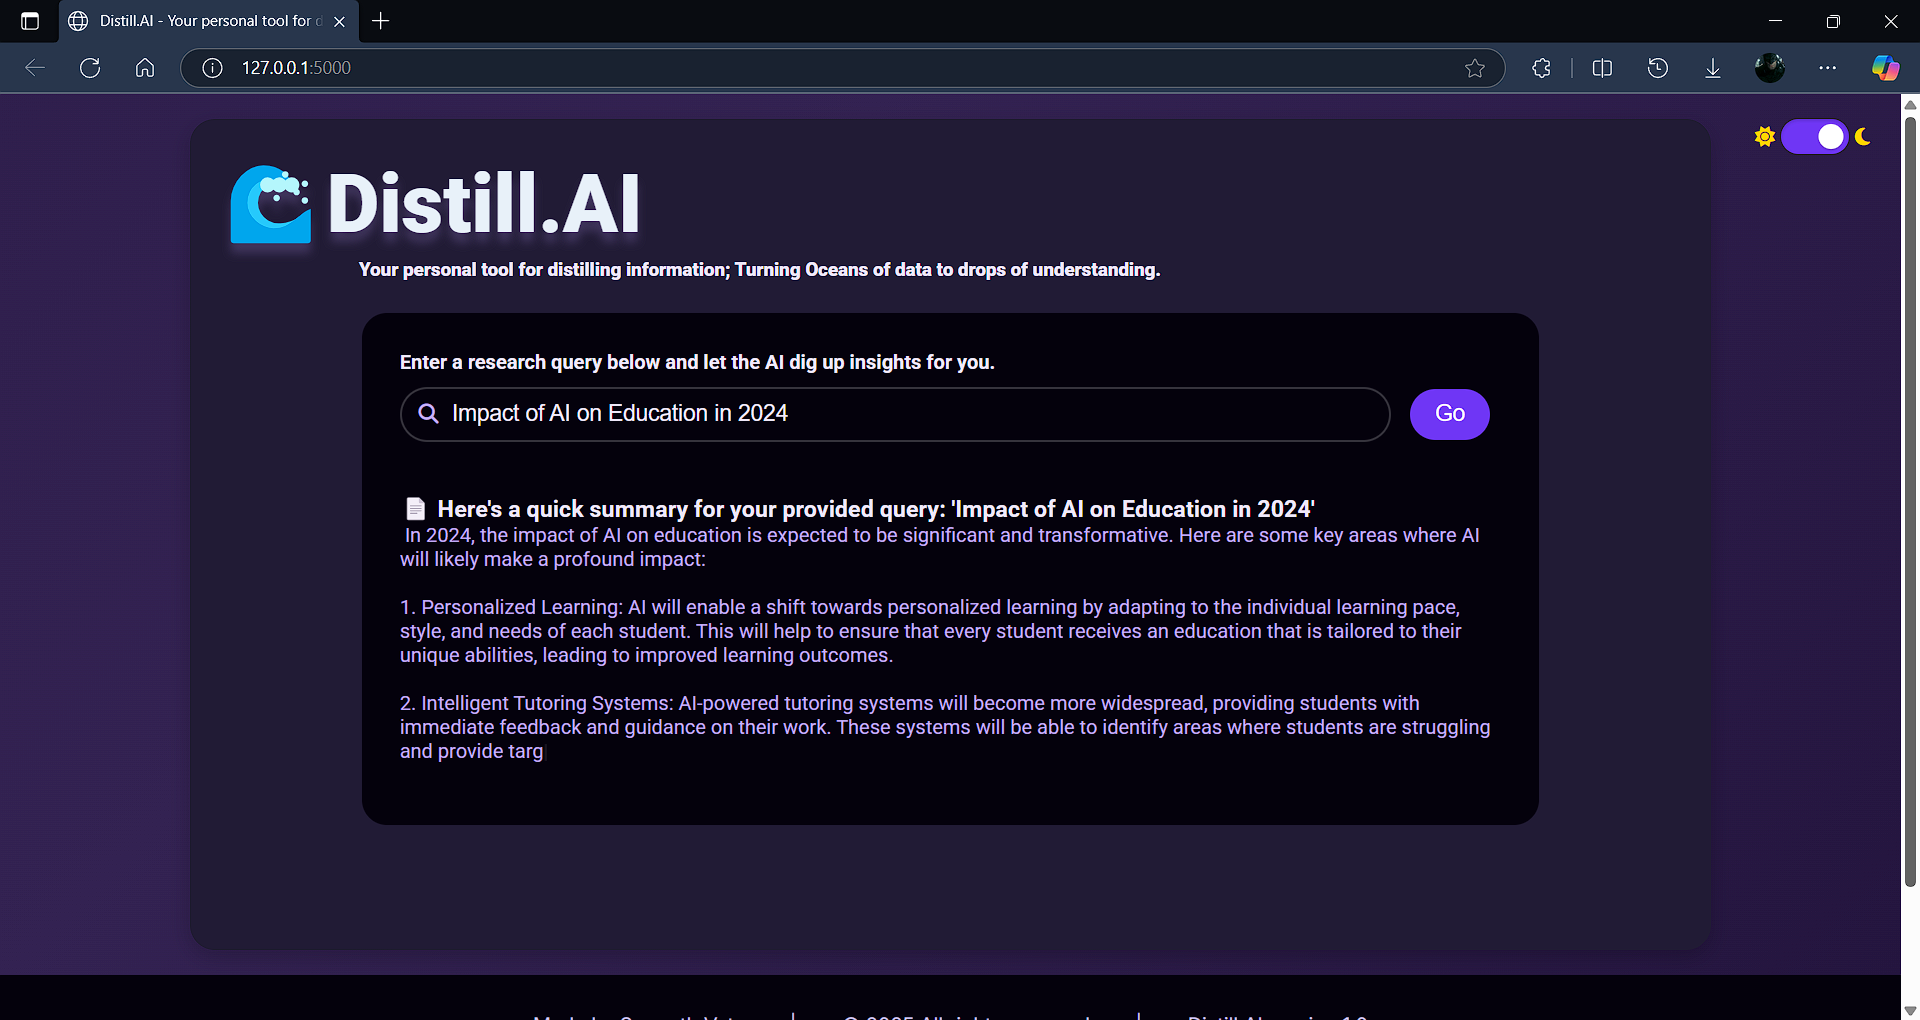 Distill.AI - Your personal tool for
127.0.0.1:5000
Distill.AI
Your personal tool for distilling information; Turning Oceans of data to drops of understanding.
Enter a research query below and let the AI dig up insights for you.
Impact of AI on Education in 2024
Go
Here's a quick summary for your provided query: 'Impact of AI on Education in 2024'
In 2024, the impact of AI on education is expected to be significant and transformative. Here are some key areas where AI
will likely make a profound impact:
1. Personalized Learning: AI will enable a shift towards personalized learning by adapting to the individual learning pace,
style, and needs of each student. This will help to ensure that every student receives an education that is tailored to their
unique abilities, leading to improved learning outcomes.
2. Intelligent Tutoring Systems: AI-powered tutoring systems will become more widespread, providing students with
immediate feedback and guidance on their work. These systems will be able to identify areas where students are struggling
and provide targ